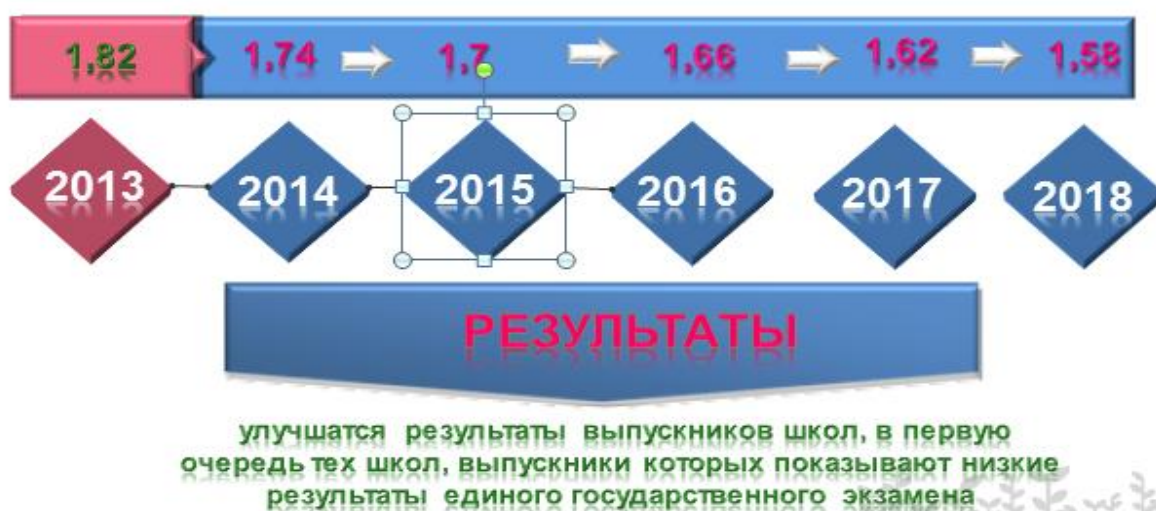 1,82 1,74 1,7 1,66 1,62 1,58
2013 2014 2015 2016 2017 2018
РЕЗУЛЬТАТЫ
улучшатся результаты выпускников школ, в первую
очередь тех школ, выпускники которых показывают низкие
результаты единого государственного экзамена